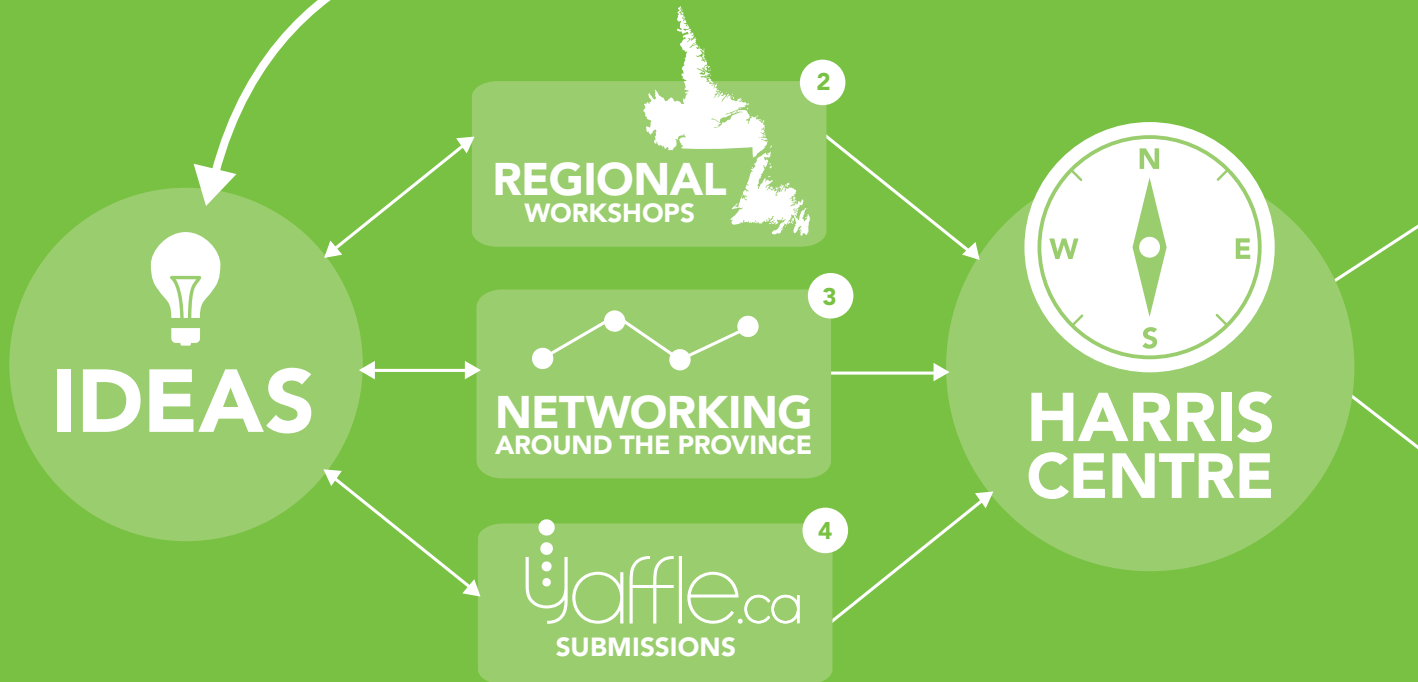 IDEAS
2
REGIONAL
WORKSHOPS
3
NETWORKING
AROUND THE PROVINCE
4
yaffle.ca
SUBMISSIONS
N
W
E
S
HARRIS
CENTRE